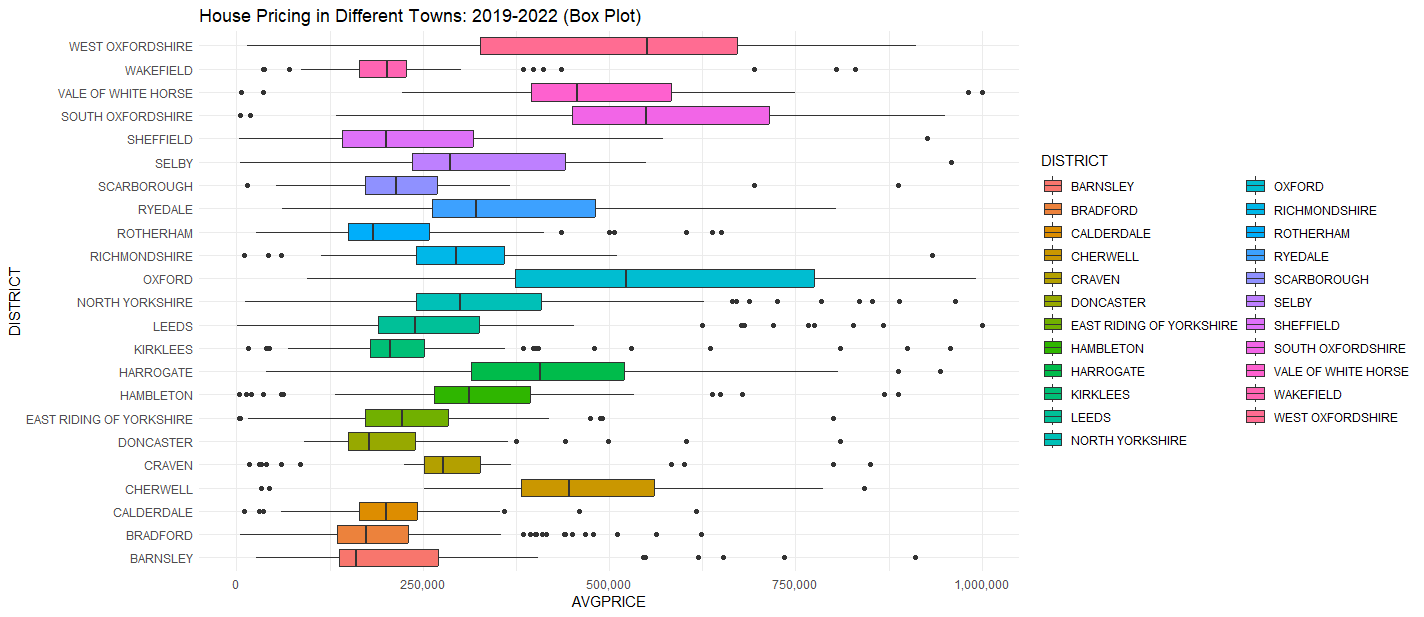 House Pricing in Different Towns: 2019-2022 (Box Plot)
DISTRICT
WEST OXFORDSHIRE
WAKEFIELD
VALE OF WHITE HORSE
SOUTH OXFORDSHIRE
SHEFFIELD
SELBY
SCARBOROUGH
RYEDALE
ROTHERHAM
RICHMONDSHIRE
OXFORD
NORTH YORKSHIRE
LEEDS
KIRKLEES
HARROGATE
HAMBLETON
EAST RIDING OF YORKSHIRE
DONCASTER
CRAVEN
CHERWELL
CALDERDALE
BRADFORD
BARNSLEY
0 250,000 500,000 750,000 1,000,000
AVGPRICE
DISTRICT
BARNSLEY
BRADFORD
CALDERDALE
CHERWELL
CRAVEN
DONCASTER
EAST RIDING OF YORKSHIRE
HAMBLETON
HARROGATE
KIRKLEES
LEEDS
NORTH YORKSHIRE
OXFORD
RICHMONDSHIRE
ROTHERHAM
RYEDALE
SCARBOROUGH
SELBY
SHEFFIELD
SOUTH OXFORDSHIRE
VALE OF WHITE HORSE
WAKEFIELD
WEST OXFORDSHIRE